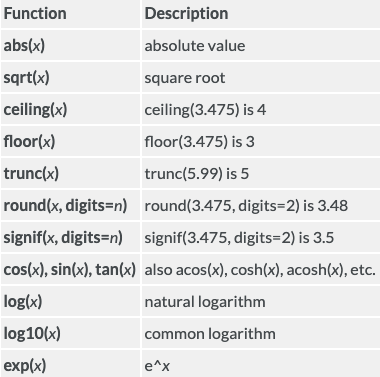 Function Description
abs(x) absolute value
sqrt(x) square root
ceiling(x) ceiling(3.475) is 4
floor(x) floor(3.475) is 3
trunc(x) trunc(5.99) is 5
round(x, digits=n) round(3.475, digits=2) is 3.48
signif(x, digits=n) signif(3.475, digits=2) is 3.5
cos(x), sin(x), tan(x) also acos(x), cosh(x), acosh(x), etc.
log(x) natural logarithm
log10(x) common logarithm
exp(x) e^x